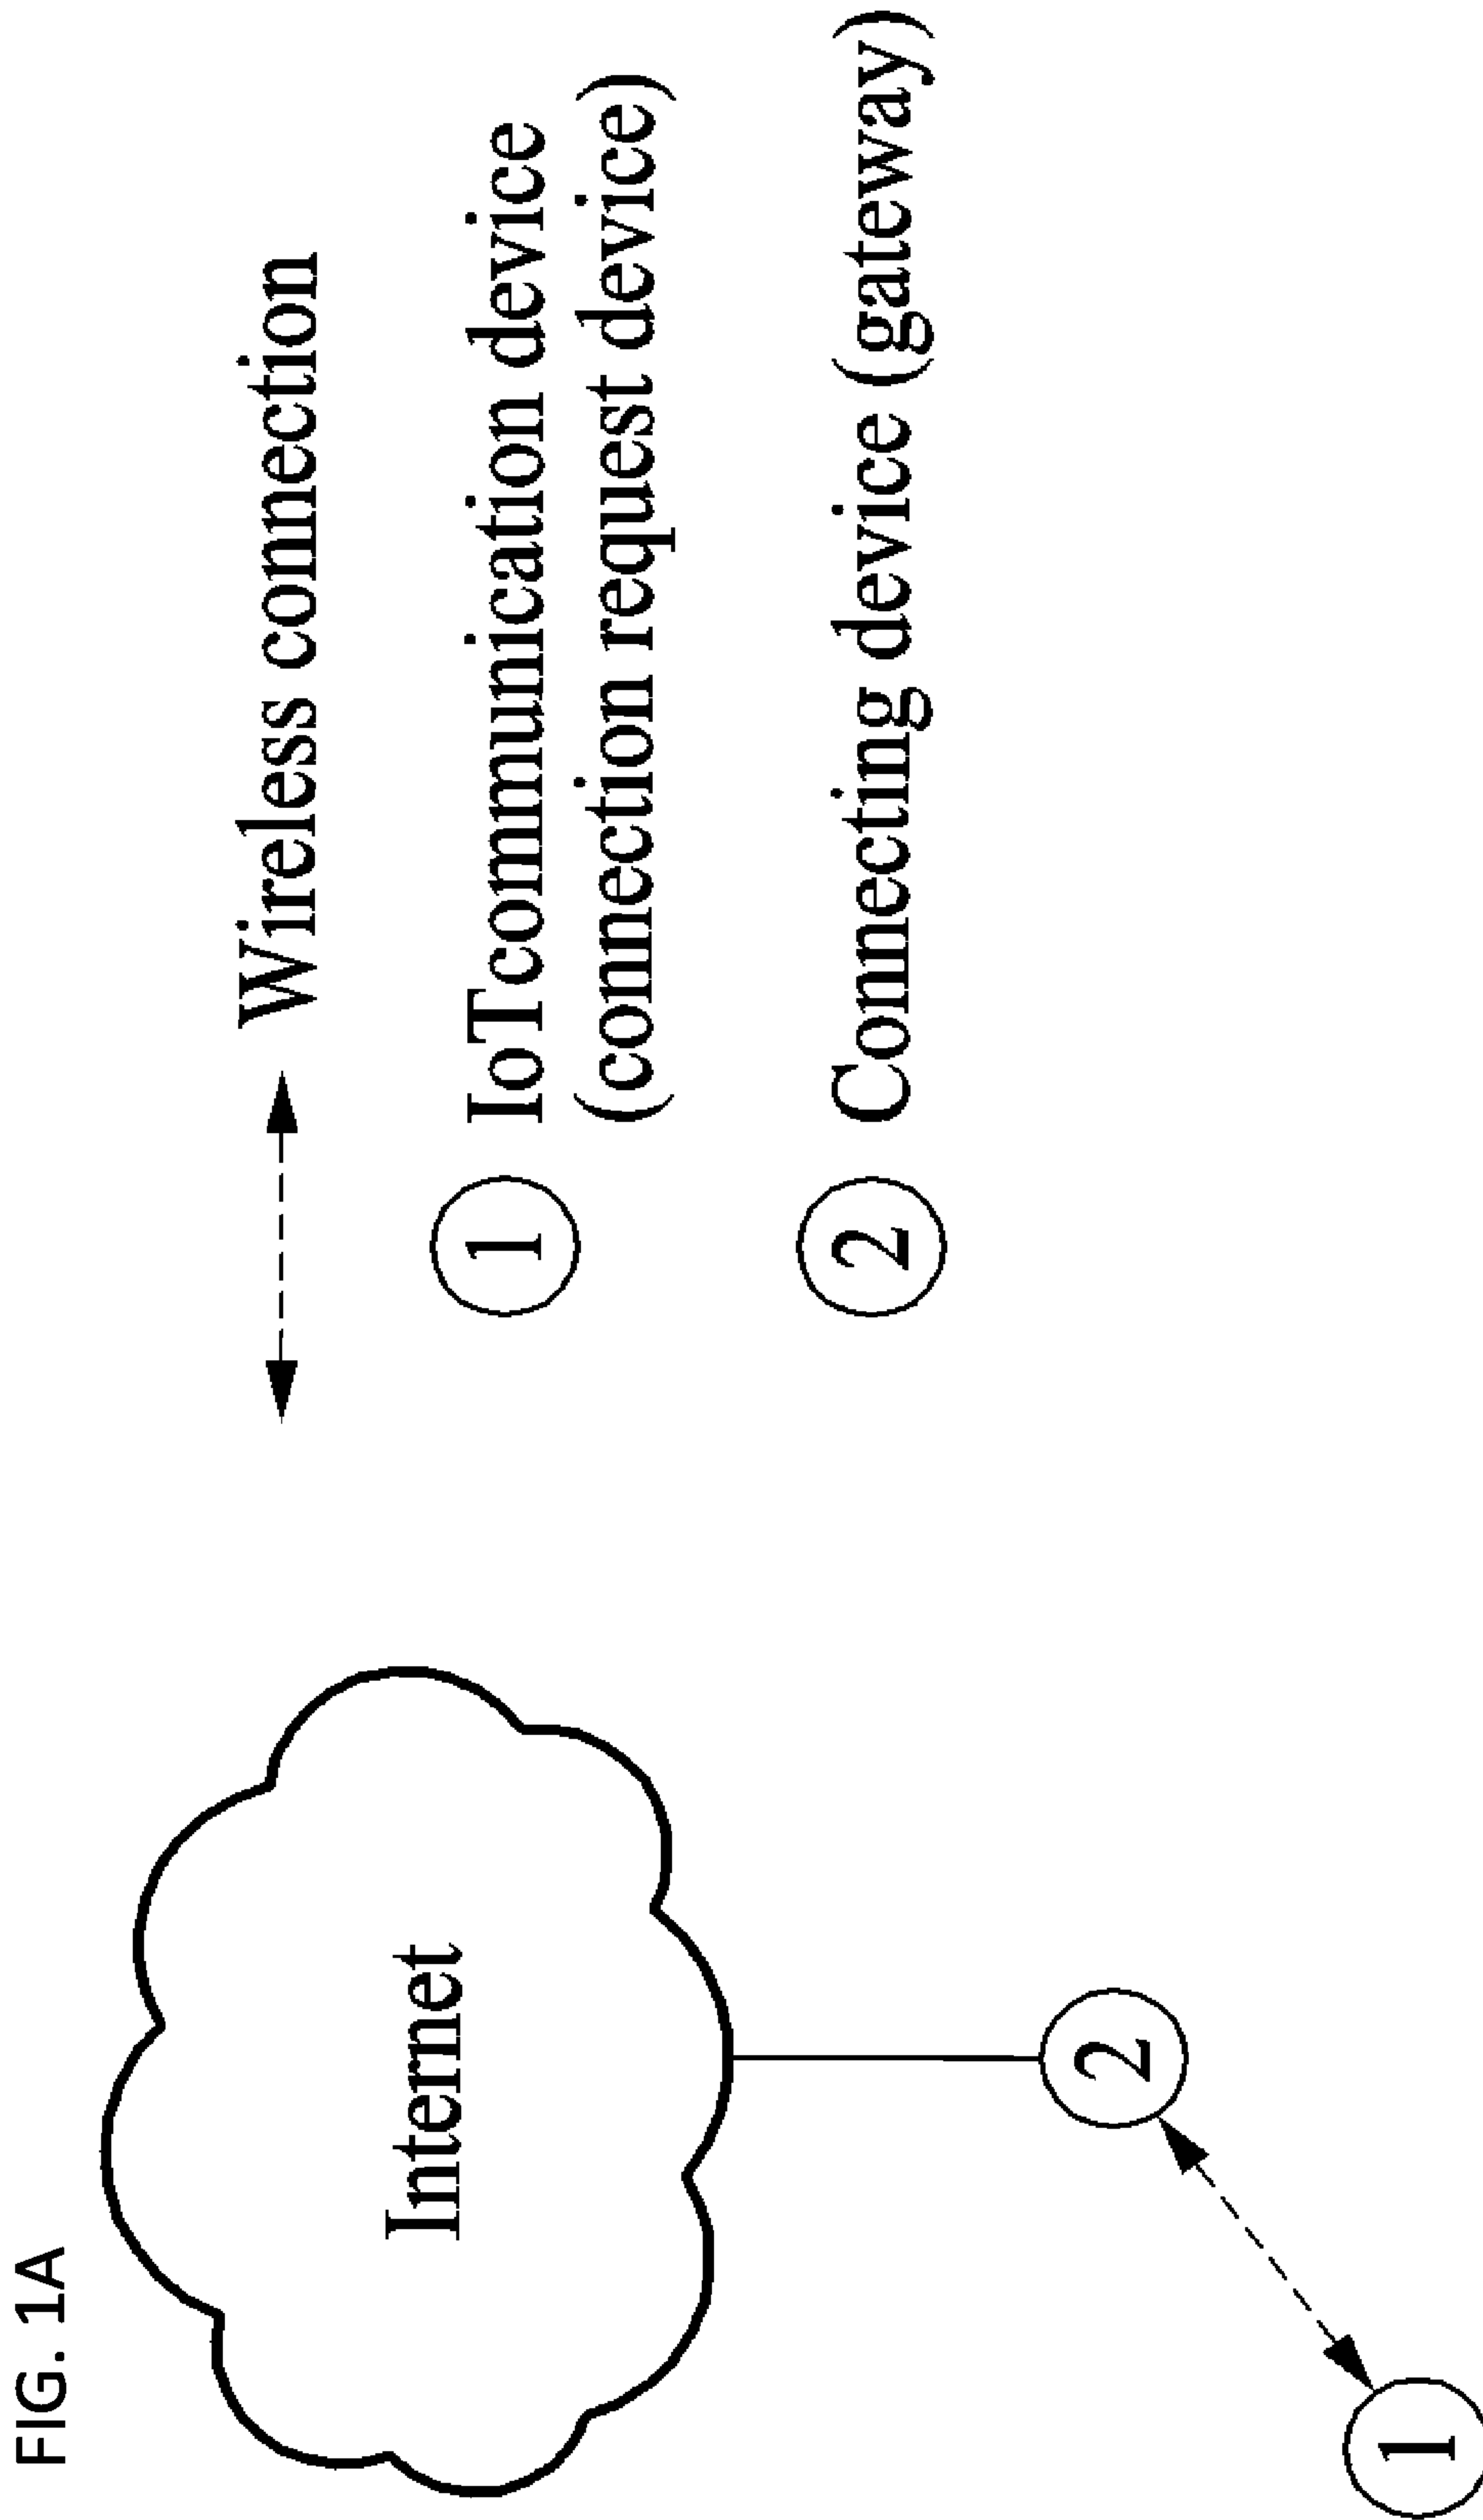 FIG. 1A
Internet
2
1
Wireless connection
1 IoTcommunication device
(connection request device)
2 Connecting device (gateway)